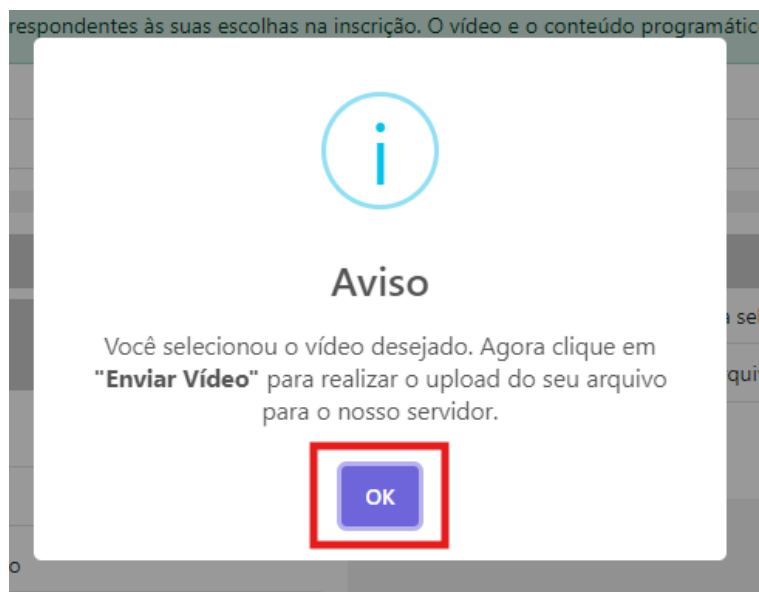 respondentes às suas escolhas na inscrição. O vídeo e o conteúdo
i
Aviso
Você selecionou o vídeo desejado. Agora clique em
"Enviar Vídeo" para realizar o upload do seu arquivo
para o nosso servidor.
OK